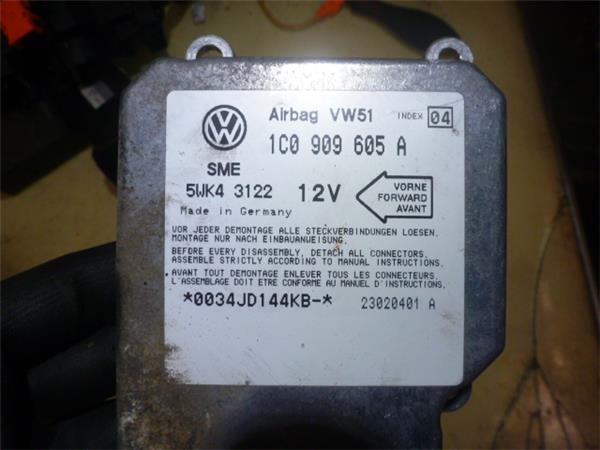 Airbag VW51 INDEX 04
1C0 909 605 A
SME
5WK4 3122 12V
VORNE
FORWARD
AVANT
Made in Germany
VOR JEDER DEMONTAGE ALLE STECKVERBINDUNGEN LOESEN.
MONTAGE NUR NACH EINBAUANWEISUNG.
BEFORE EVERY DISASSEMBLY, DETACH ALL CONNECTORS.
ASSEMBLE STRICTLY ACCORDING TO MANUAL INSTRUCTIONS.
AVANT TOUT DEMONTAGE ENLEVER TOUS LES CONNECTEURS.
L'ASSEMBLAGE DOIT ETRE CONFORME AU MANUEL D'INSTRUCTIONS.
*0034JD144KB-* 23020401 A